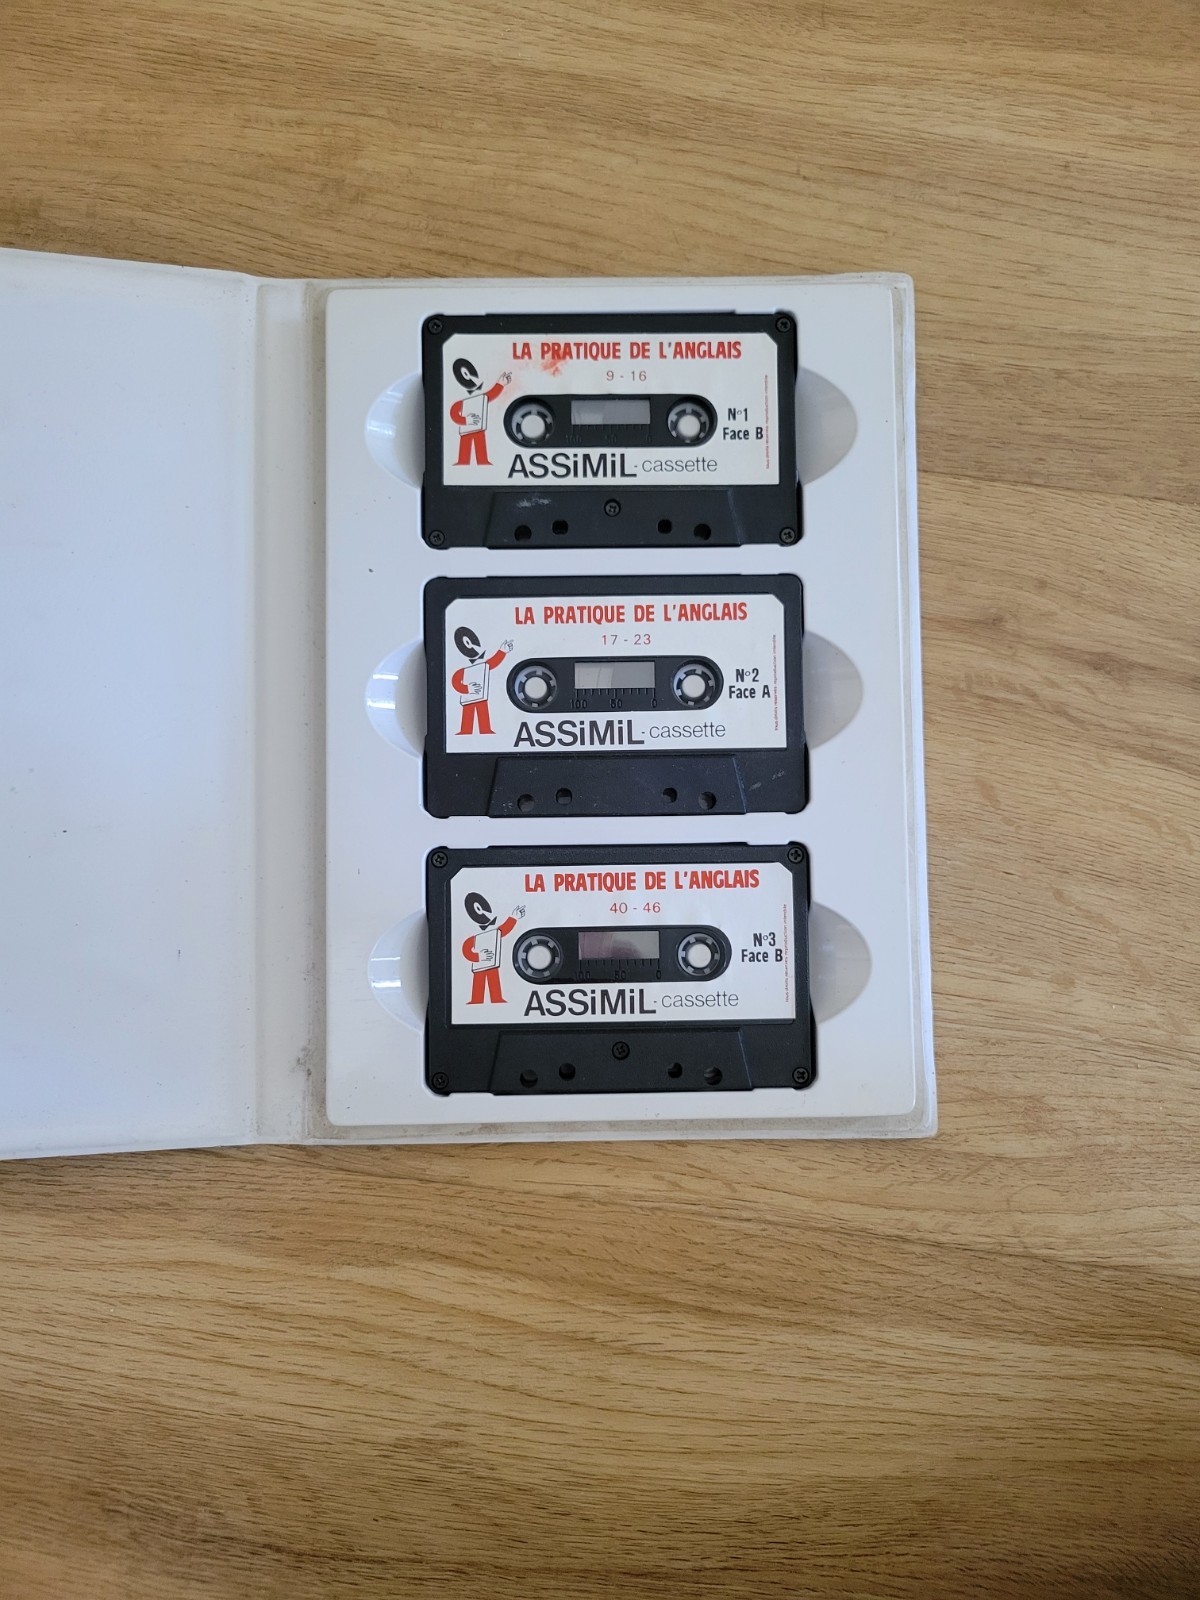 LA PRATIQUE DE L'ANGLAIS
9 - 16
N°1
Face B
ASSiMiL - cassette
LA PRATIQUE DE L'ANGLAIS
17 - 23
N°2
Face A
100 50 0
ASSiMiL - cassette
LA PRATIQUE DE L'ANGLAIS
40 - 46
N°3
Face B
ASSiMiL - cassette